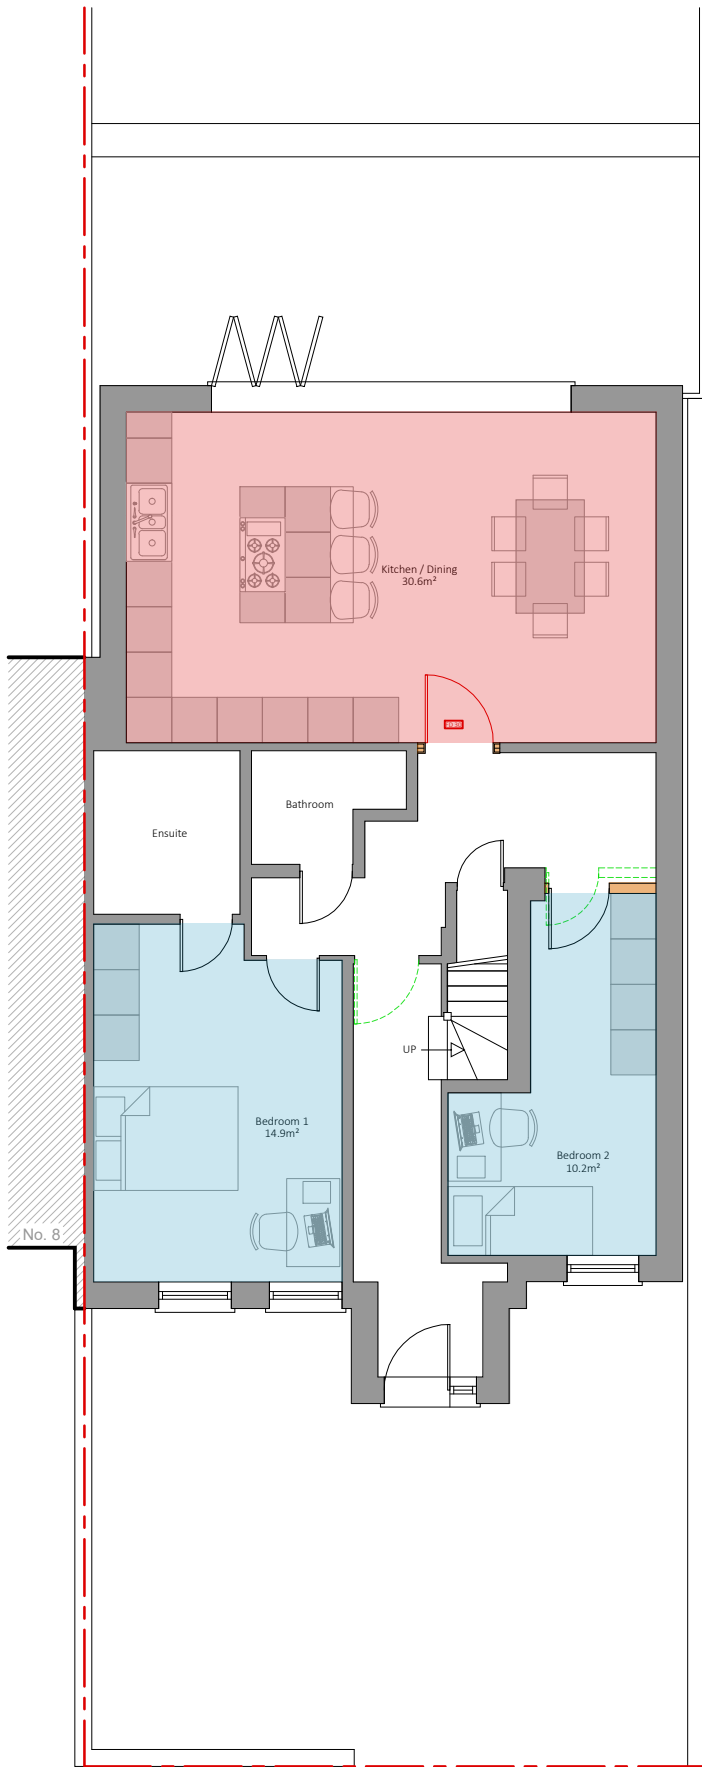 Kitchen / Dining
30.6m²
Bathroom
Ensuite
UP
Bedroom 1
14.9m²
Bedroom 2
10.2m²
No. 8